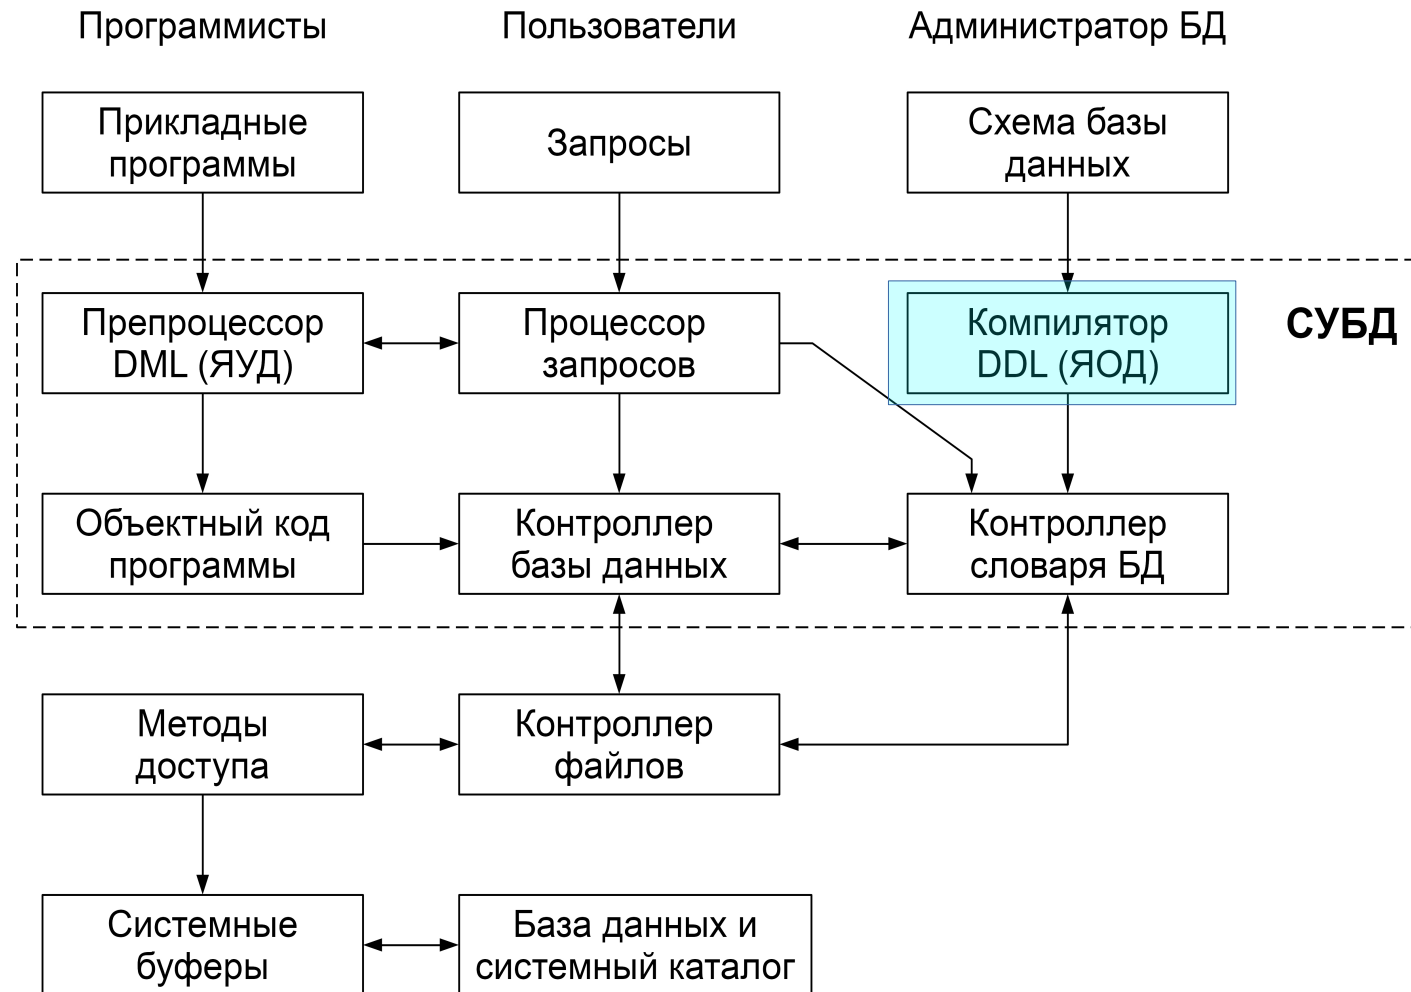 Программисты
Пользователи
Администратор БД
Прикладные
программы
Запросы
Схема базы
данных
Препроцессор
DML (ЯУД)
Процессор
запросов
Компилятор
DDL (ЯОД)
СУБД
Объектный код
программы
Контроллер
базы данных
Контроллер
словаря БД
Методы
доступа
Контроллер
файлов
Системные
буферы
База данных и
системный каталог